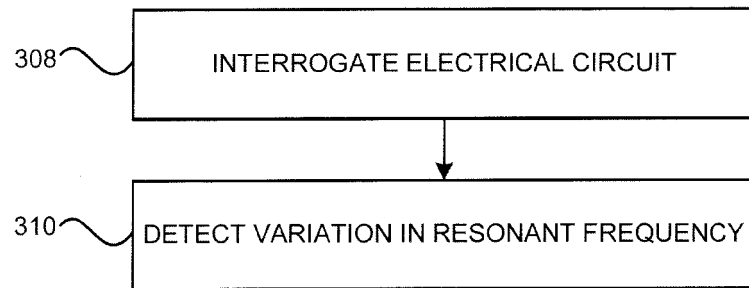 308
INTERROGATE ELECTRICAL CIRCUIT
310
DETECT VARIATION IN RESONANT FREQUENCY